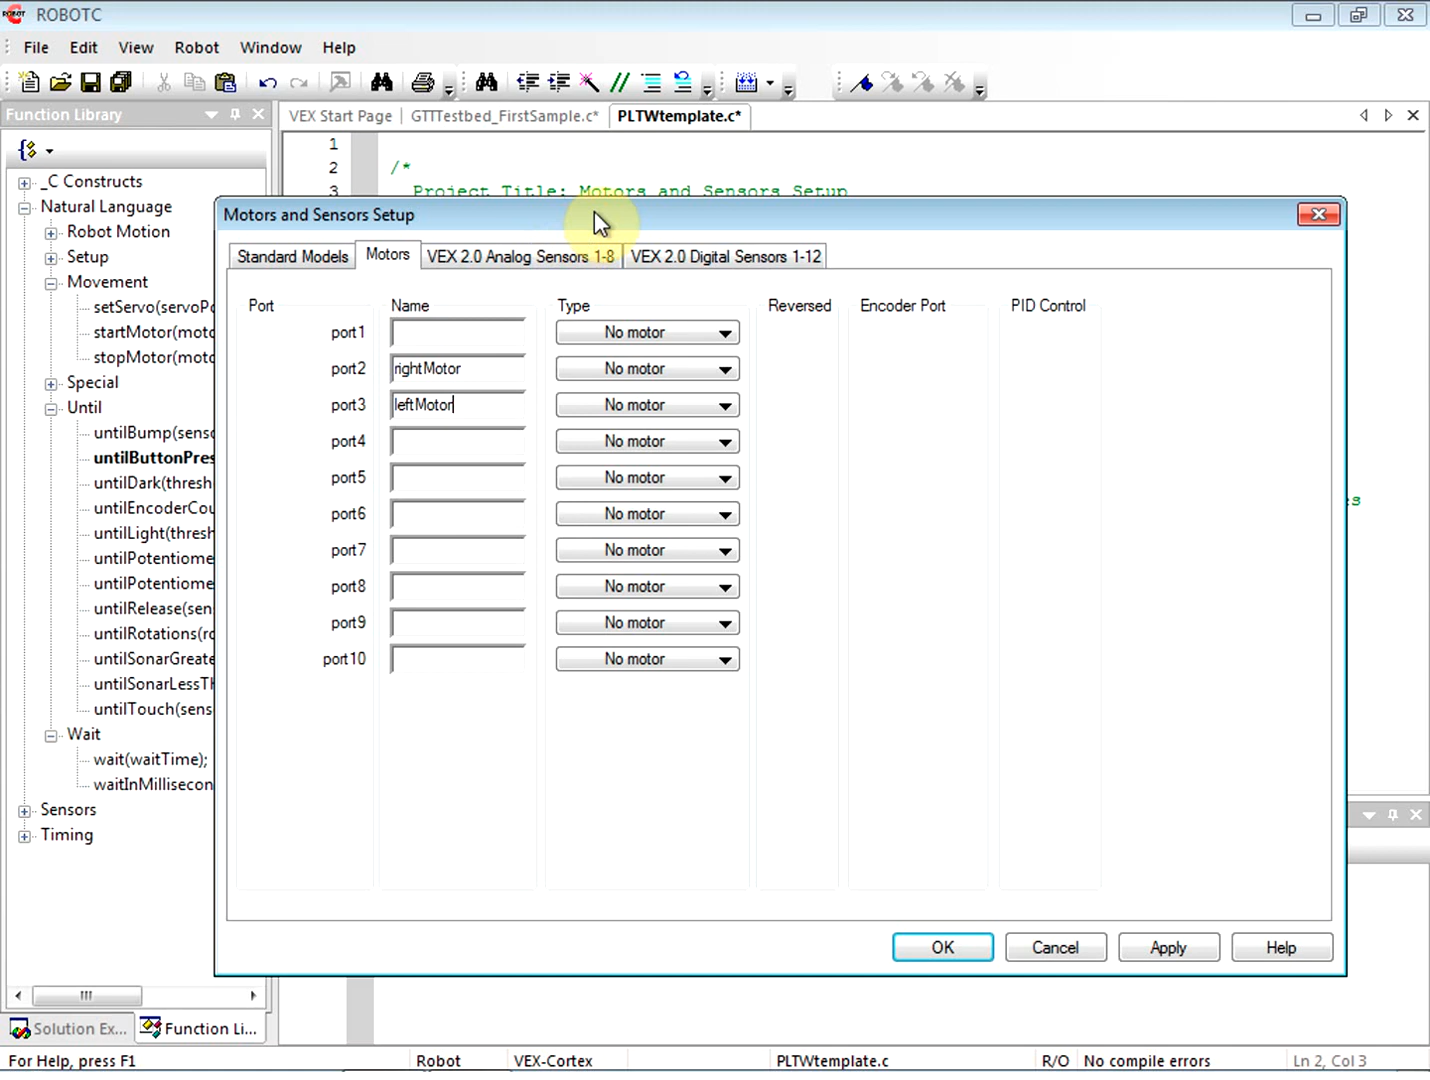 ROBOTC
File Edit View Robot Window Help
Function Library
VEX Start Page GTTTestbed_FirstSample.c* PLTWtemplate.c*
1
2 /*
3 Project Title: Motors and Sensors Setup
_C Constructs
Natural Language
Robot Motion
Setup
Movement
setServo(servoPo
startMotor(moto
stopMotor(moto
Special
Until
untilBump(senso
untilButtonPres
untilDark(thresh
untilEncoderCou
untilLight(thresh
untilPotentiome
untilPotentiome
untilRelease(sen
untilRotations(ro
untilSonarGreate
untilSonarLessTh
untilTouch(sens
Wait
wait(waitTime);
waitInMillisecon
Sensors
Timing
Motors and Sensors Setup
Standard Models Motors VEX 2.0 Analog Sensors 1-8 VEX 2.0 Digital Sensors 1-12
Port Name Type Reversed Encoder Port PID Control
port1 No motor
port2 rightMotor No motor
port3 leftMotor No motor
port4 No motor
port5 No motor
port6 No motor
port7 No motor
port8 No motor
port9 No motor
port10 No motor
OK Cancel Apply Help
Solution Ex... Function Li...
For Help, press F1 Robot VEX-Cortex PLTWtemplate.c R/O No compile errors Ln 2, Col 3